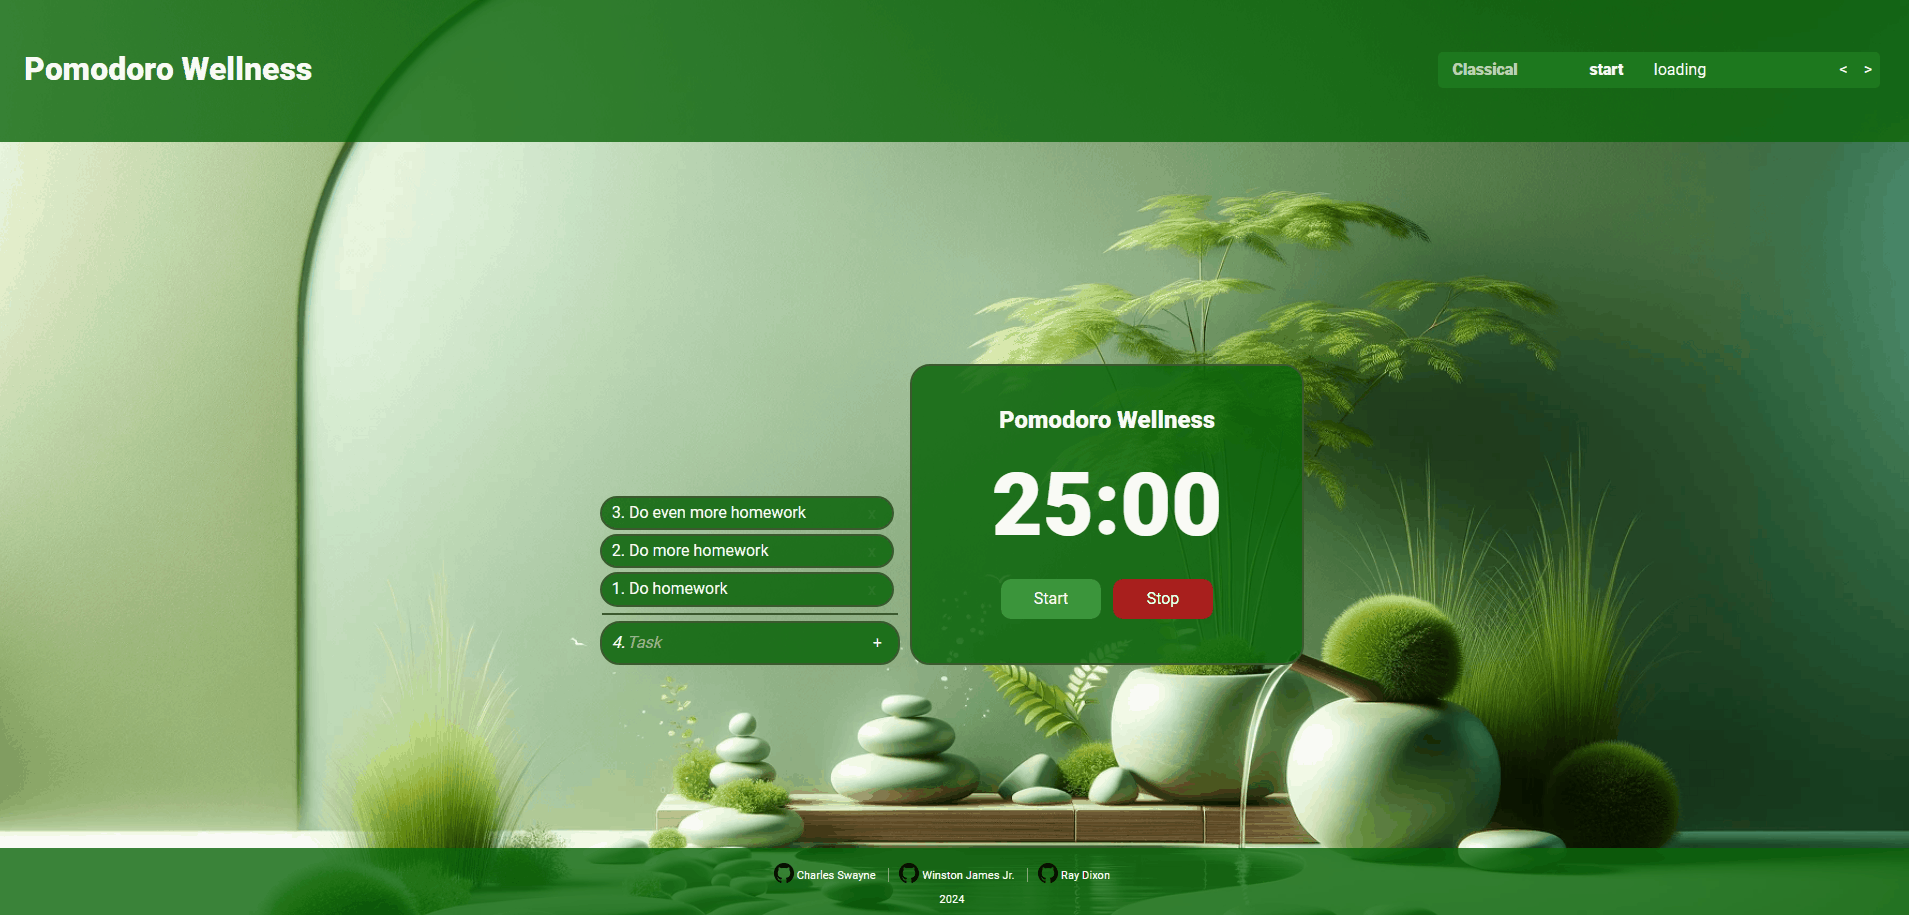 Pomodoro Wellness
Classical start loading < >
Pomodoro Wellness
25:00
Start Stop
3. Do even more homework x
2. Do more homework x
1. Do homework x
4. Task +
Charles Swayne | Winston James Jr. | Ray Dixon
2024